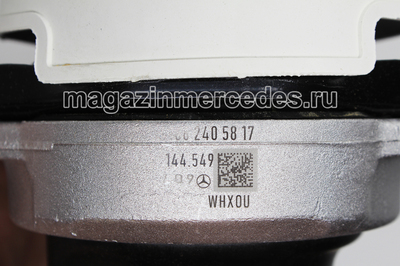 magazinmercedes.ru
240 58 17
144.549
WHXOU